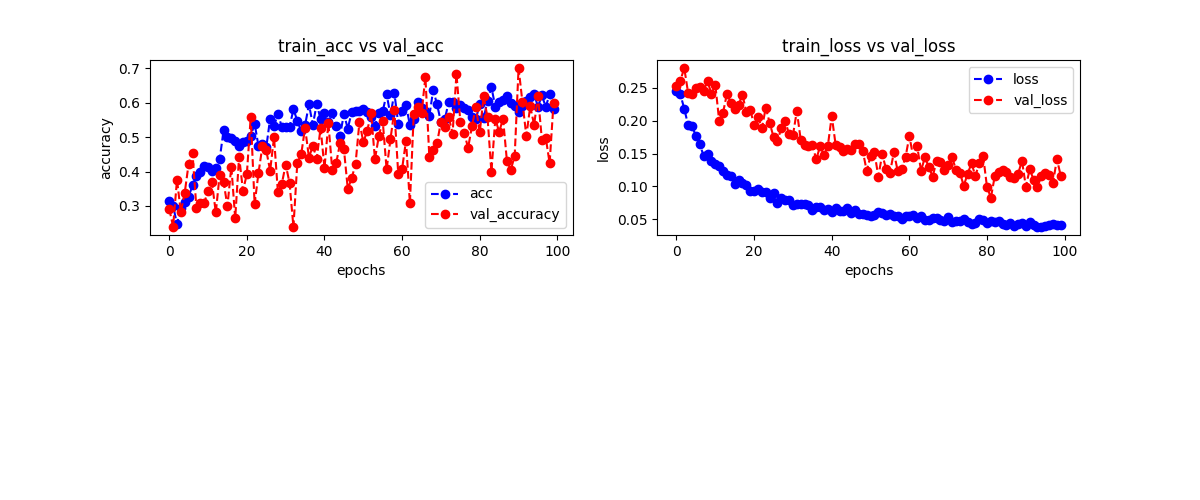 train_acc vs val_acc
accuracy
0.7
0.6
0.5
0.4
0.3
acc
val_accuracy
0
20
40
60
80
100
epochs
train_loss vs val_loss
loss
0.25
0.20
0.15
0.10
0.05
loss
val_loss
0
20
40
60
80
100
epochs